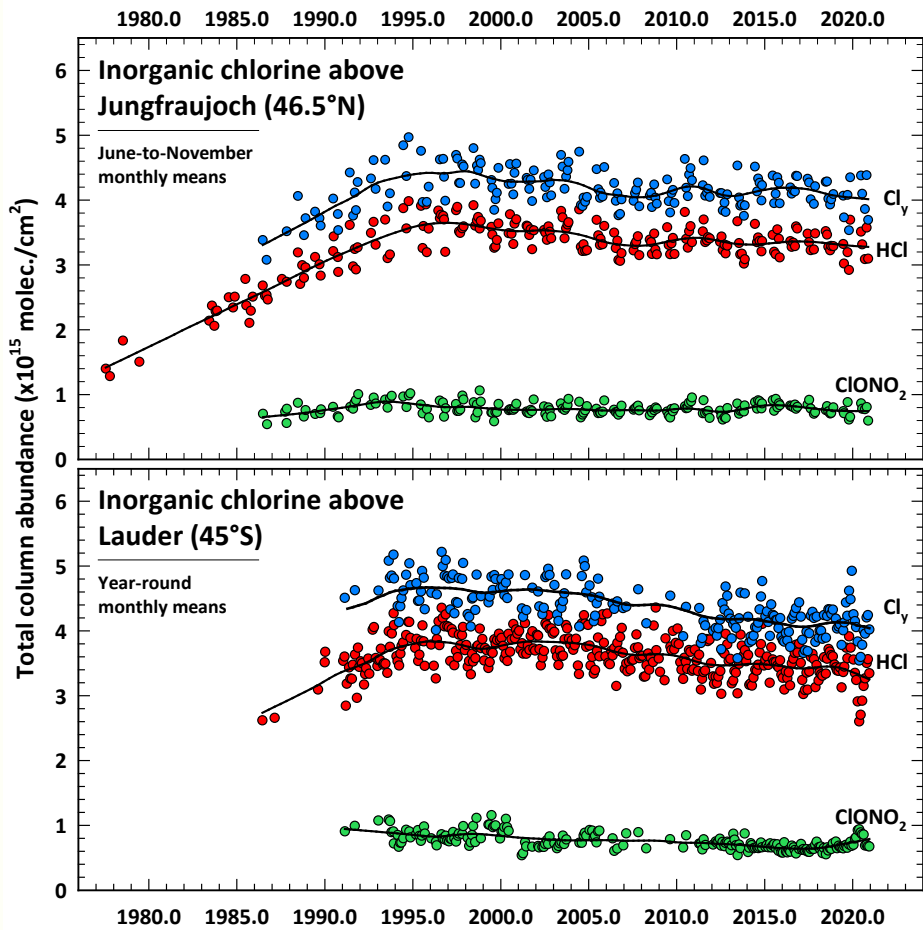 1980.0 1985.0 1990.0 1995.0 2000.0 2005.0 2010.0 2015.0 2020.0
Total column abundance (x10¹⁵ molec./cm²)
6
5
4
3
2
1
0
Inorganic chlorine above
Jungfraujoch (46.5°N)
June-to-November
monthly means
Cly
HCl
ClONO₂
6
5
4
3
2
1
0
Inorganic chlorine above
Lauder (45°S)
Year-round
monthly means
Cly
HCl
ClONO₂
1980.0 1985.0 1990.0 1995.0 2000.0 2005.0 2010.0 2015.0 2020.0